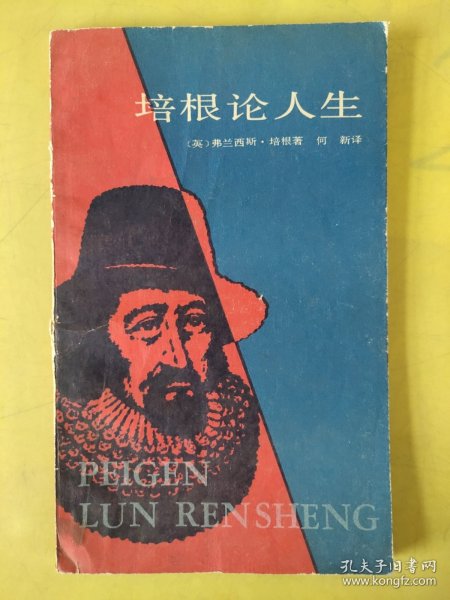 培根论人生
〔英〕弗兰西斯·培根著 何 新译
PEIGEN
LUN RENSHENG
孔夫子旧书网
www.kongfz.com